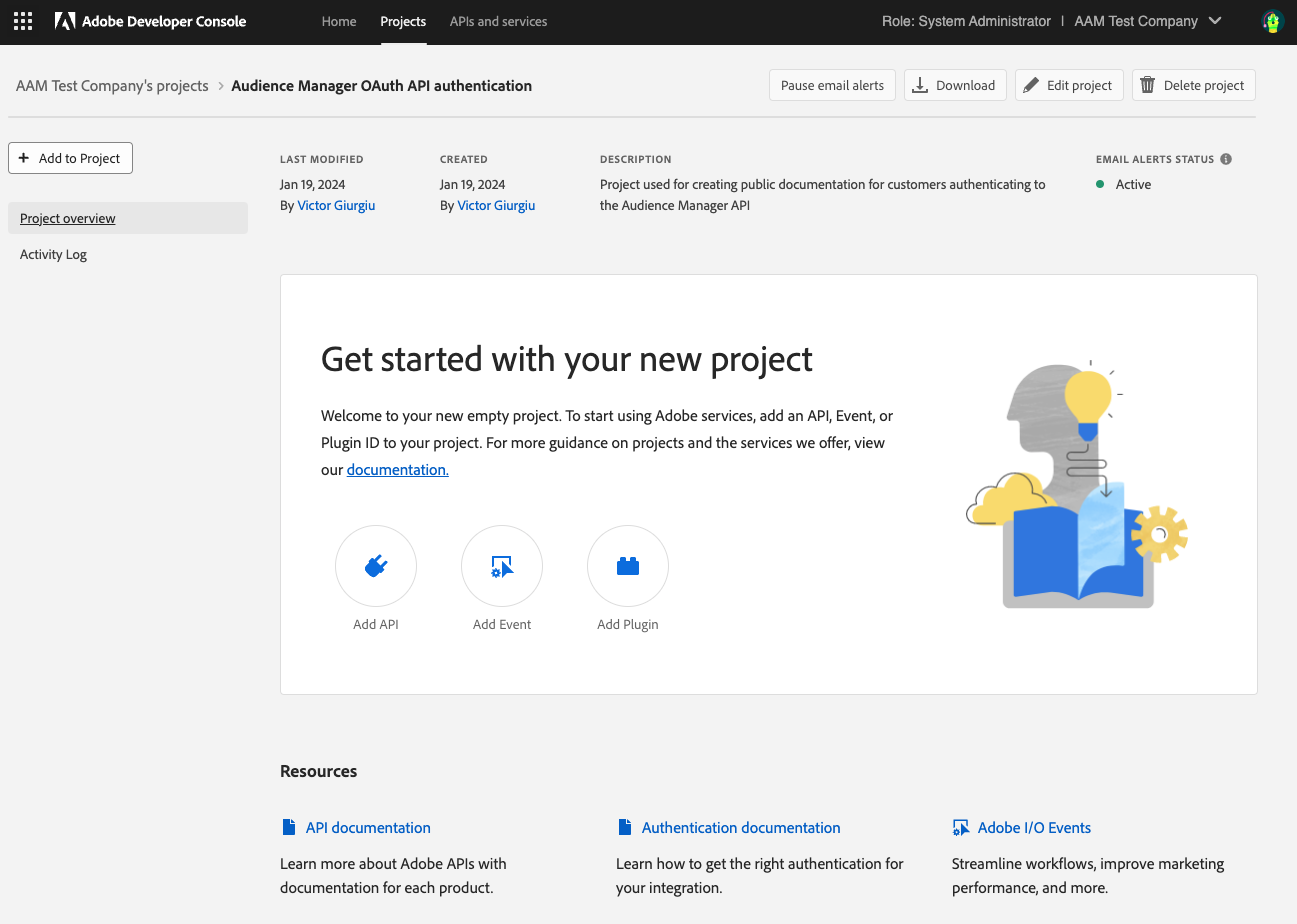 Adobe Developer Console Home Projects APIs and services Role: System Administrator | AAM Test Company
AAM Test Company's projects > Audience Manager OAuth API authentication Pause email alerts Download Edit project Delete project
+ Add to Project
Project overview
Activity Log
LAST MODIFIED CREATED DESCRIPTION EMAIL ALERTS STATUS
Jan 19, 2024 Jan 19, 2024 Project used for creating public documentation for customers authenticating to Active
By Victor Giurgiu By Victor Giurgiu the Audience Manager API
Get started with your new project
Welcome to your new empty project. To start using Adobe services, add an API, Event, or
Plugin ID to your project. For more guidance on projects and the services we offer, view
our documentation.
Add API Add Event Add Plugin
Resources
API documentation Authentication documentation Adobe I/O Events
Learn more about Adobe APIs with Learn how to get the right authentication for Streamline workflows, improve marketing
documentation for each product. your integration. performance, and more.